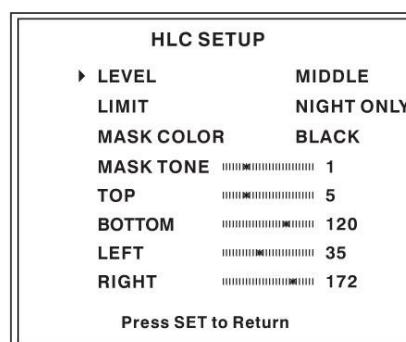 HLC SETUP
LEVEL MIDDLE
LIMIT NIGHT ONLY
MASK COLOR BLACK
MASK TONE 1
TOP 5
BOTTOM 120
LEFT 35
RIGHT 172
Press SET to Return